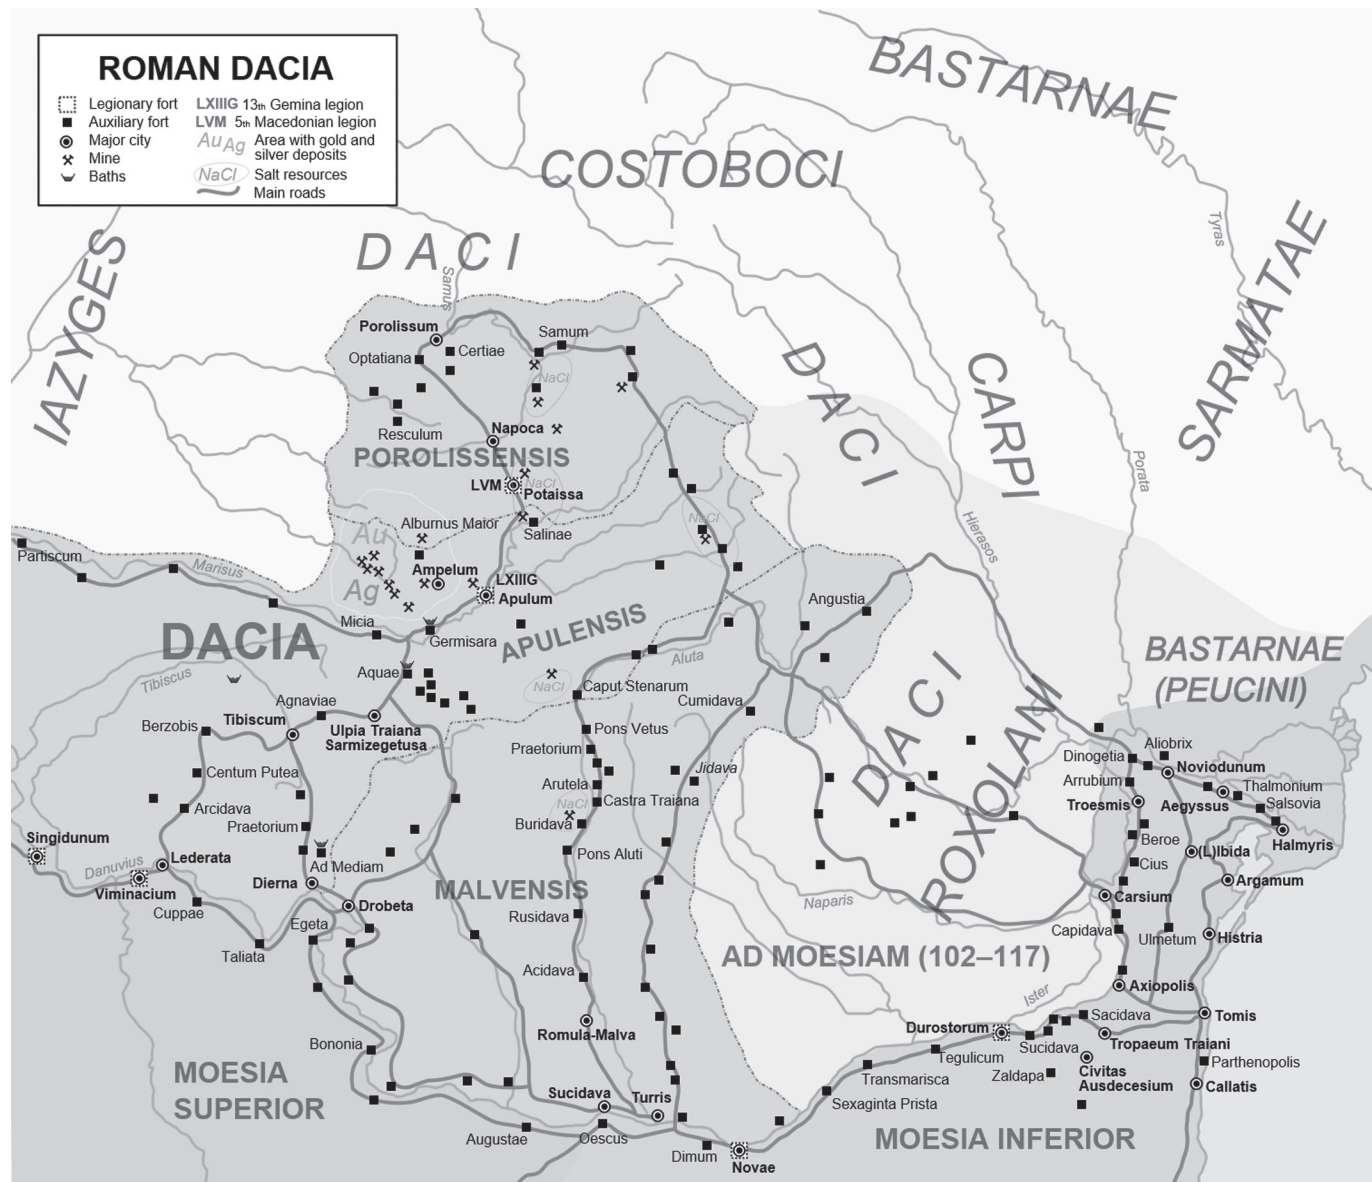 ROMAN DACIA
Legionary fort
Auxiliary fort
Major city
Mine
Baths
LXIIIG 13th Gemina legion
LVM 5th Macedonian legion
Au Ag Area with gold and
silver deposits
NaCl Salt resources
Main roads
BASTARNAE
COSTOBOCI
DACI
IAZYGES
SARMATAE
Tyras
Samus
Porolissum
Samum
Certiae
Optatiana
NaCl
DACI
CARPI
Resculum
Napoca
POROLISSENSIS
Porata
LVM
NaCl
Potaissa
Alburnus Maior
Salinae
NaCl
Hierasos
Au
Partiscum
Marisus
Ampelum
LXIIIG
Ag
Apulum
Angustia
Micia
Germisara
APULENSIS
DACIA
BASTARNAE
(PEUCINI)
Aluta
Aquae
Tibiscus
NaCl
Caput Stenarum
Cumidava
DACI
ROXOLANI
Agnaviae
Berzobis
Tibiscum
Ulpia Traiana
Sarmizegetusa
Pons Vetus
Praetorium
Aliobrix
Dinogetia
Noviodunum
Centum Putea
Jidava
Arutela
Arrubium
Thalmonium
Castra Traiana
Troesmis
Aegyssus
Salsovia
NaCl
Arcidava
Buridava
Praetorium
Singidunum
Beroe
Halmyris
(L)Ibida
Pons Aluti
Lederata
Ad Mediam
Cius
Danuvius
Dierna
Argamum
Viminacium
MALVENSIS
Carsium
Cuppae
Drobeta
Naparis
Rusidava
Egeta
Capidava
Ulmetum
Histria
Taliata
AD MOESIAM (102–117)
Acidava
Axiopolis
Ister
Sacidava
Tomis
Romula-Malva
Durostorum
Bononia
Sucidava
Tropaeum Traiani
Tegulicum
Parthenopolis
MOESIA
SUPERIOR
Transmarisca
Zaldapa
Civitas
Ausdecesium
Callatis
Sucidava
Turris
Sexaginta Prista
Augustae
Oescus
MOESIA INFERIOR
Dimum
Novae